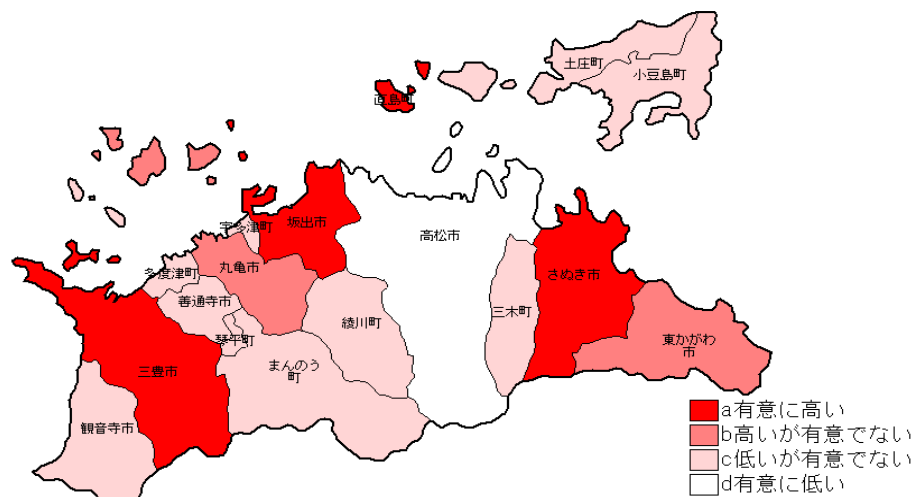 土庄町
小豆島町
直島町
宇多津町
坂出市
高松市
丸亀市
多度津町
さぬき市
善通寺市
三木町
綾川町
琴平町
東かがわ
市
まんのう
町
三豊市
観音寺市
a有意に高い
b高いが有意でない
c低いが有意でない
d有意に低い